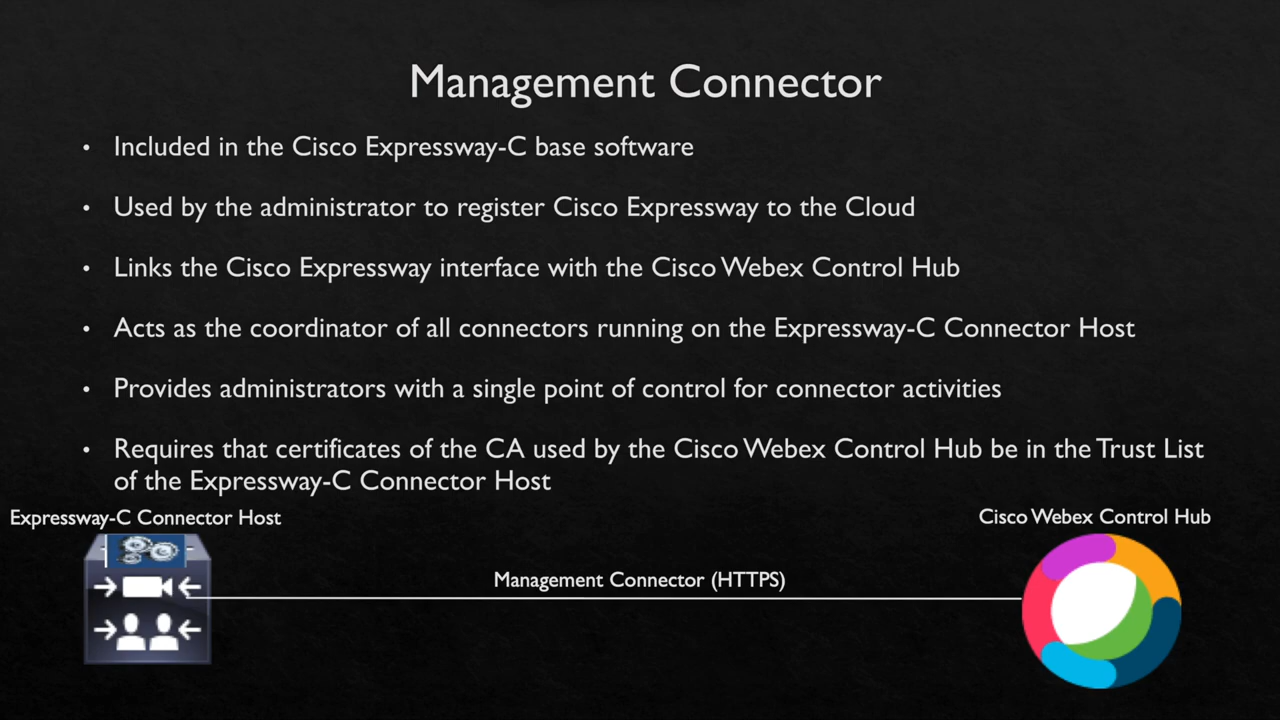 Management Connector
• Included in the Cisco Expressway-C base software
• Used by the administrator to register Cisco Expressway to the Cloud
• Links the Cisco Expressway interface with the Cisco Webex Control Hub
• Acts as the coordinator of all connectors running on the Expressway-C Connector Host
• Provides administrators with a single point of control for connector activities
• Requires that certificates of the CA used by the Cisco Webex Control Hub be in the Trust List
of the Expressway-C Connector Host
Expressway-C Connector Host
Cisco Webex Control Hub
Management Connector (HTTPS)